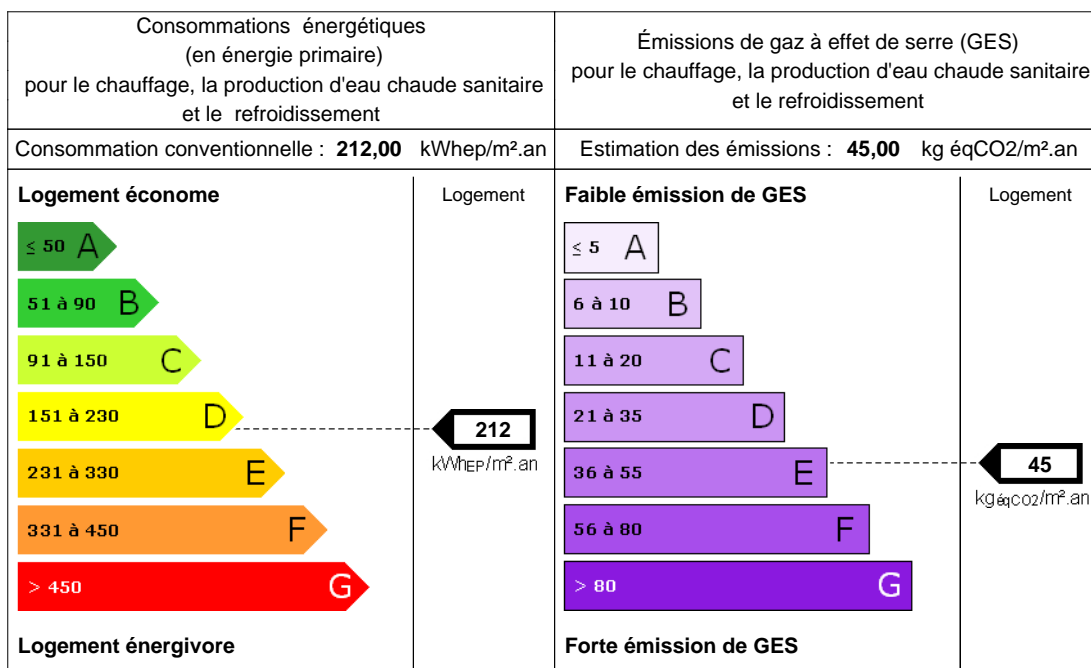 Consommations énergétiques
(en énergie primaire)
pour le chauffage, la production d'eau chaude sanitaire
et le refroidissement
Émissions de gaz à effet de serre (GES)
pour le chauffage, la production d'eau chaude sanitaire
et le refroidissement
Consommation conventionnelle : 212,00 kWhep/m².an
Estimation des émissions : 45,00 kg éqCO2/m².an
Logement économe
Logement
≤ 50 A
51 à 90 B
91 à 150 C
151 à 230 D
231 à 330 E
331 à 450 F
> 450 G
212
kWhEP/m².an
Logement énergivore
Faible émission de GES
Logement
≤ 5 A
6 à 10 B
11 à 20 C
21 à 35 D
36 à 55 E
56 à 80 F
> 80 G
45
kgéqCO2/m².an
Forte émission de GES